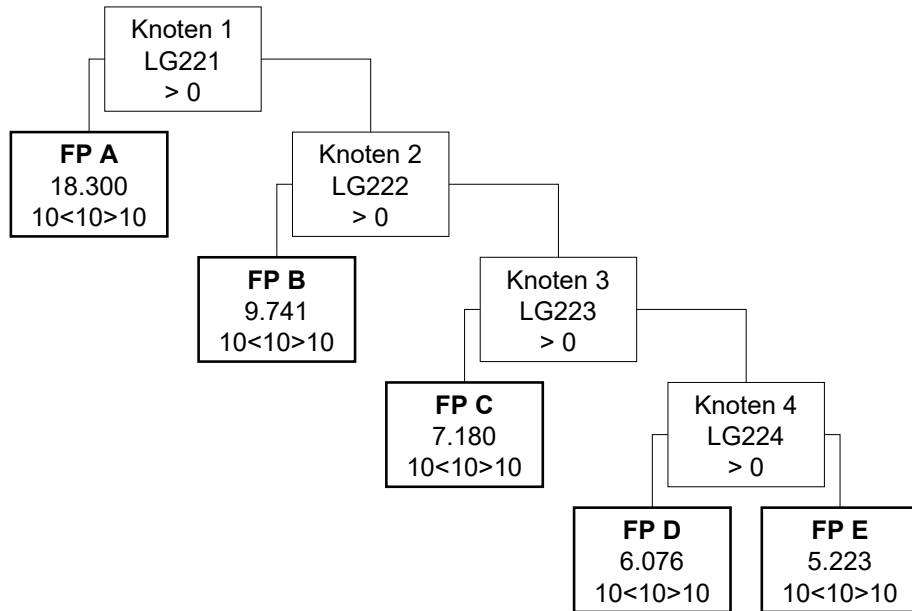 Knoten 1
LG221
> 0
FP A
18.300
10<10>10
Knoten 2
LG222
> 0
FP B
9.741
10<10>10
Knoten 3
LG223
> 0
FP C
7.180
10<10>10
Knoten 4
LG224
> 0
FP D
6.076
10<10>10
FP E
5.223
10<10>10